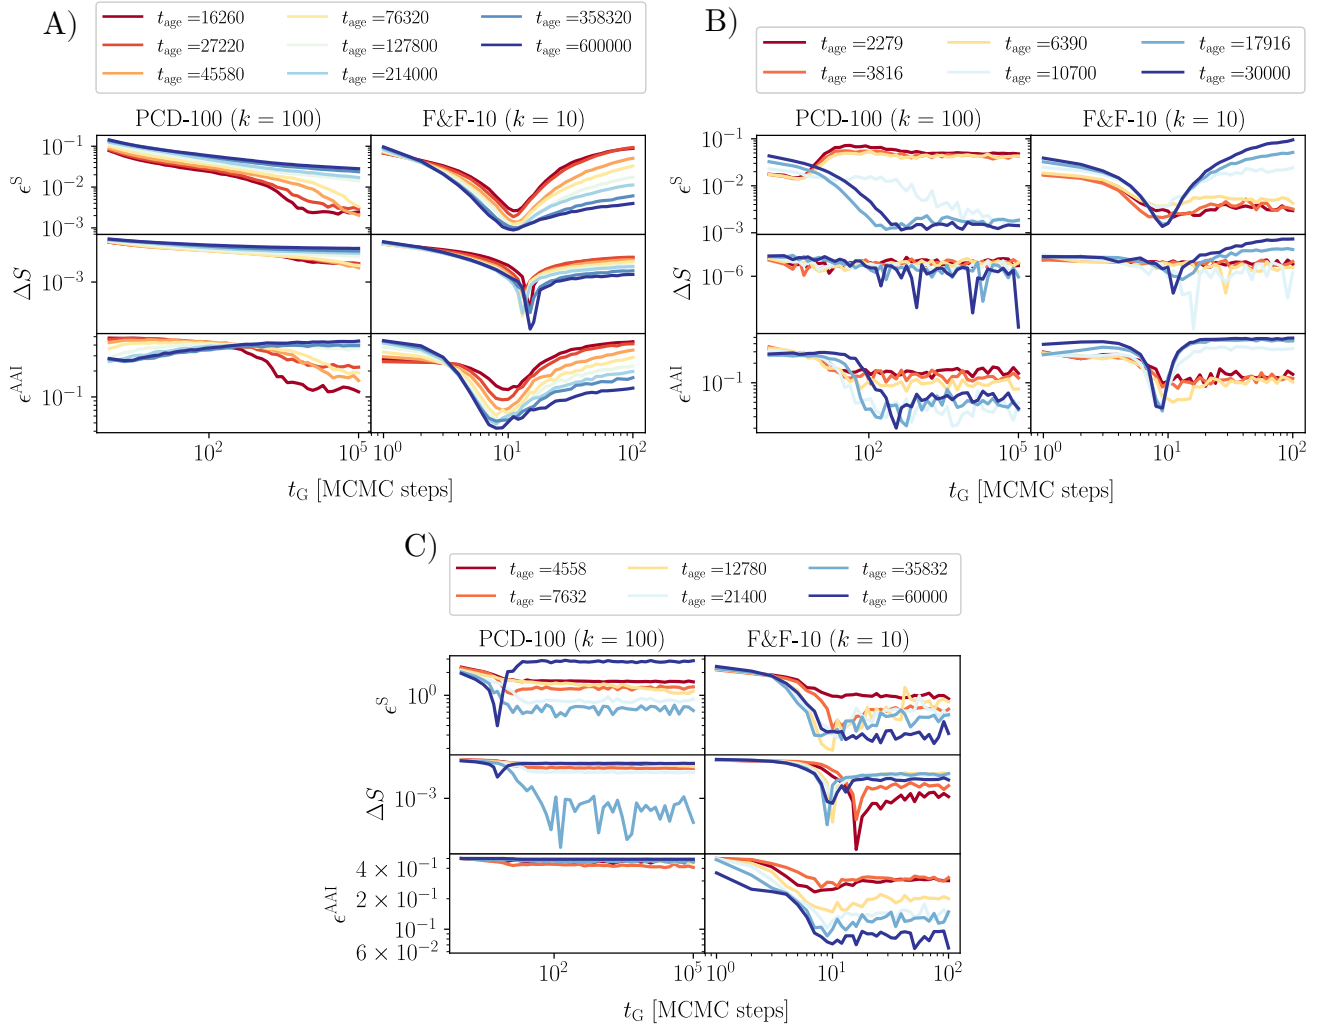 A)
t_age =16260 t_age =76320 t_age =358320
t_age =27220 t_age =127800 t_age =600000
t_age =45580 t_age =214000
PCD-100 (k = 100) F&F-10 (k = 10)
10^-1
10^-2
10^-3
ϵ^S
10^-3
ΔS
10^-1
ϵ^AAI
10^2 10^5 10^0 10^1 10^2
t_G [MCMC steps]
B)
t_age =2279 t_age =6390 t_age =17916
t_age =3816 t_age =10700 t_age =30000
PCD-100 (k = 100) F&F-10 (k = 10)
10^-1
10^-2
10^-3
ϵ^S
10^-6
ΔS
10^-1
ϵ^AAI
10^2 10^5 10^0 10^1 10^2
t_G [MCMC steps]
C)
t_age =4558 t_age =12780 t_age =35832
t_age =7632 t_age =21400 t_age =60000
PCD-100 (k = 100) F&F-10 (k = 10)
10^0
ϵ^S
10^-3
ΔS
4 × 10^-1
2 × 10^-1
10^-1
6 × 10^-2
ϵ^AAI
10^2 10^5 10^0 10^1 10^2
t_G [MCMC steps]